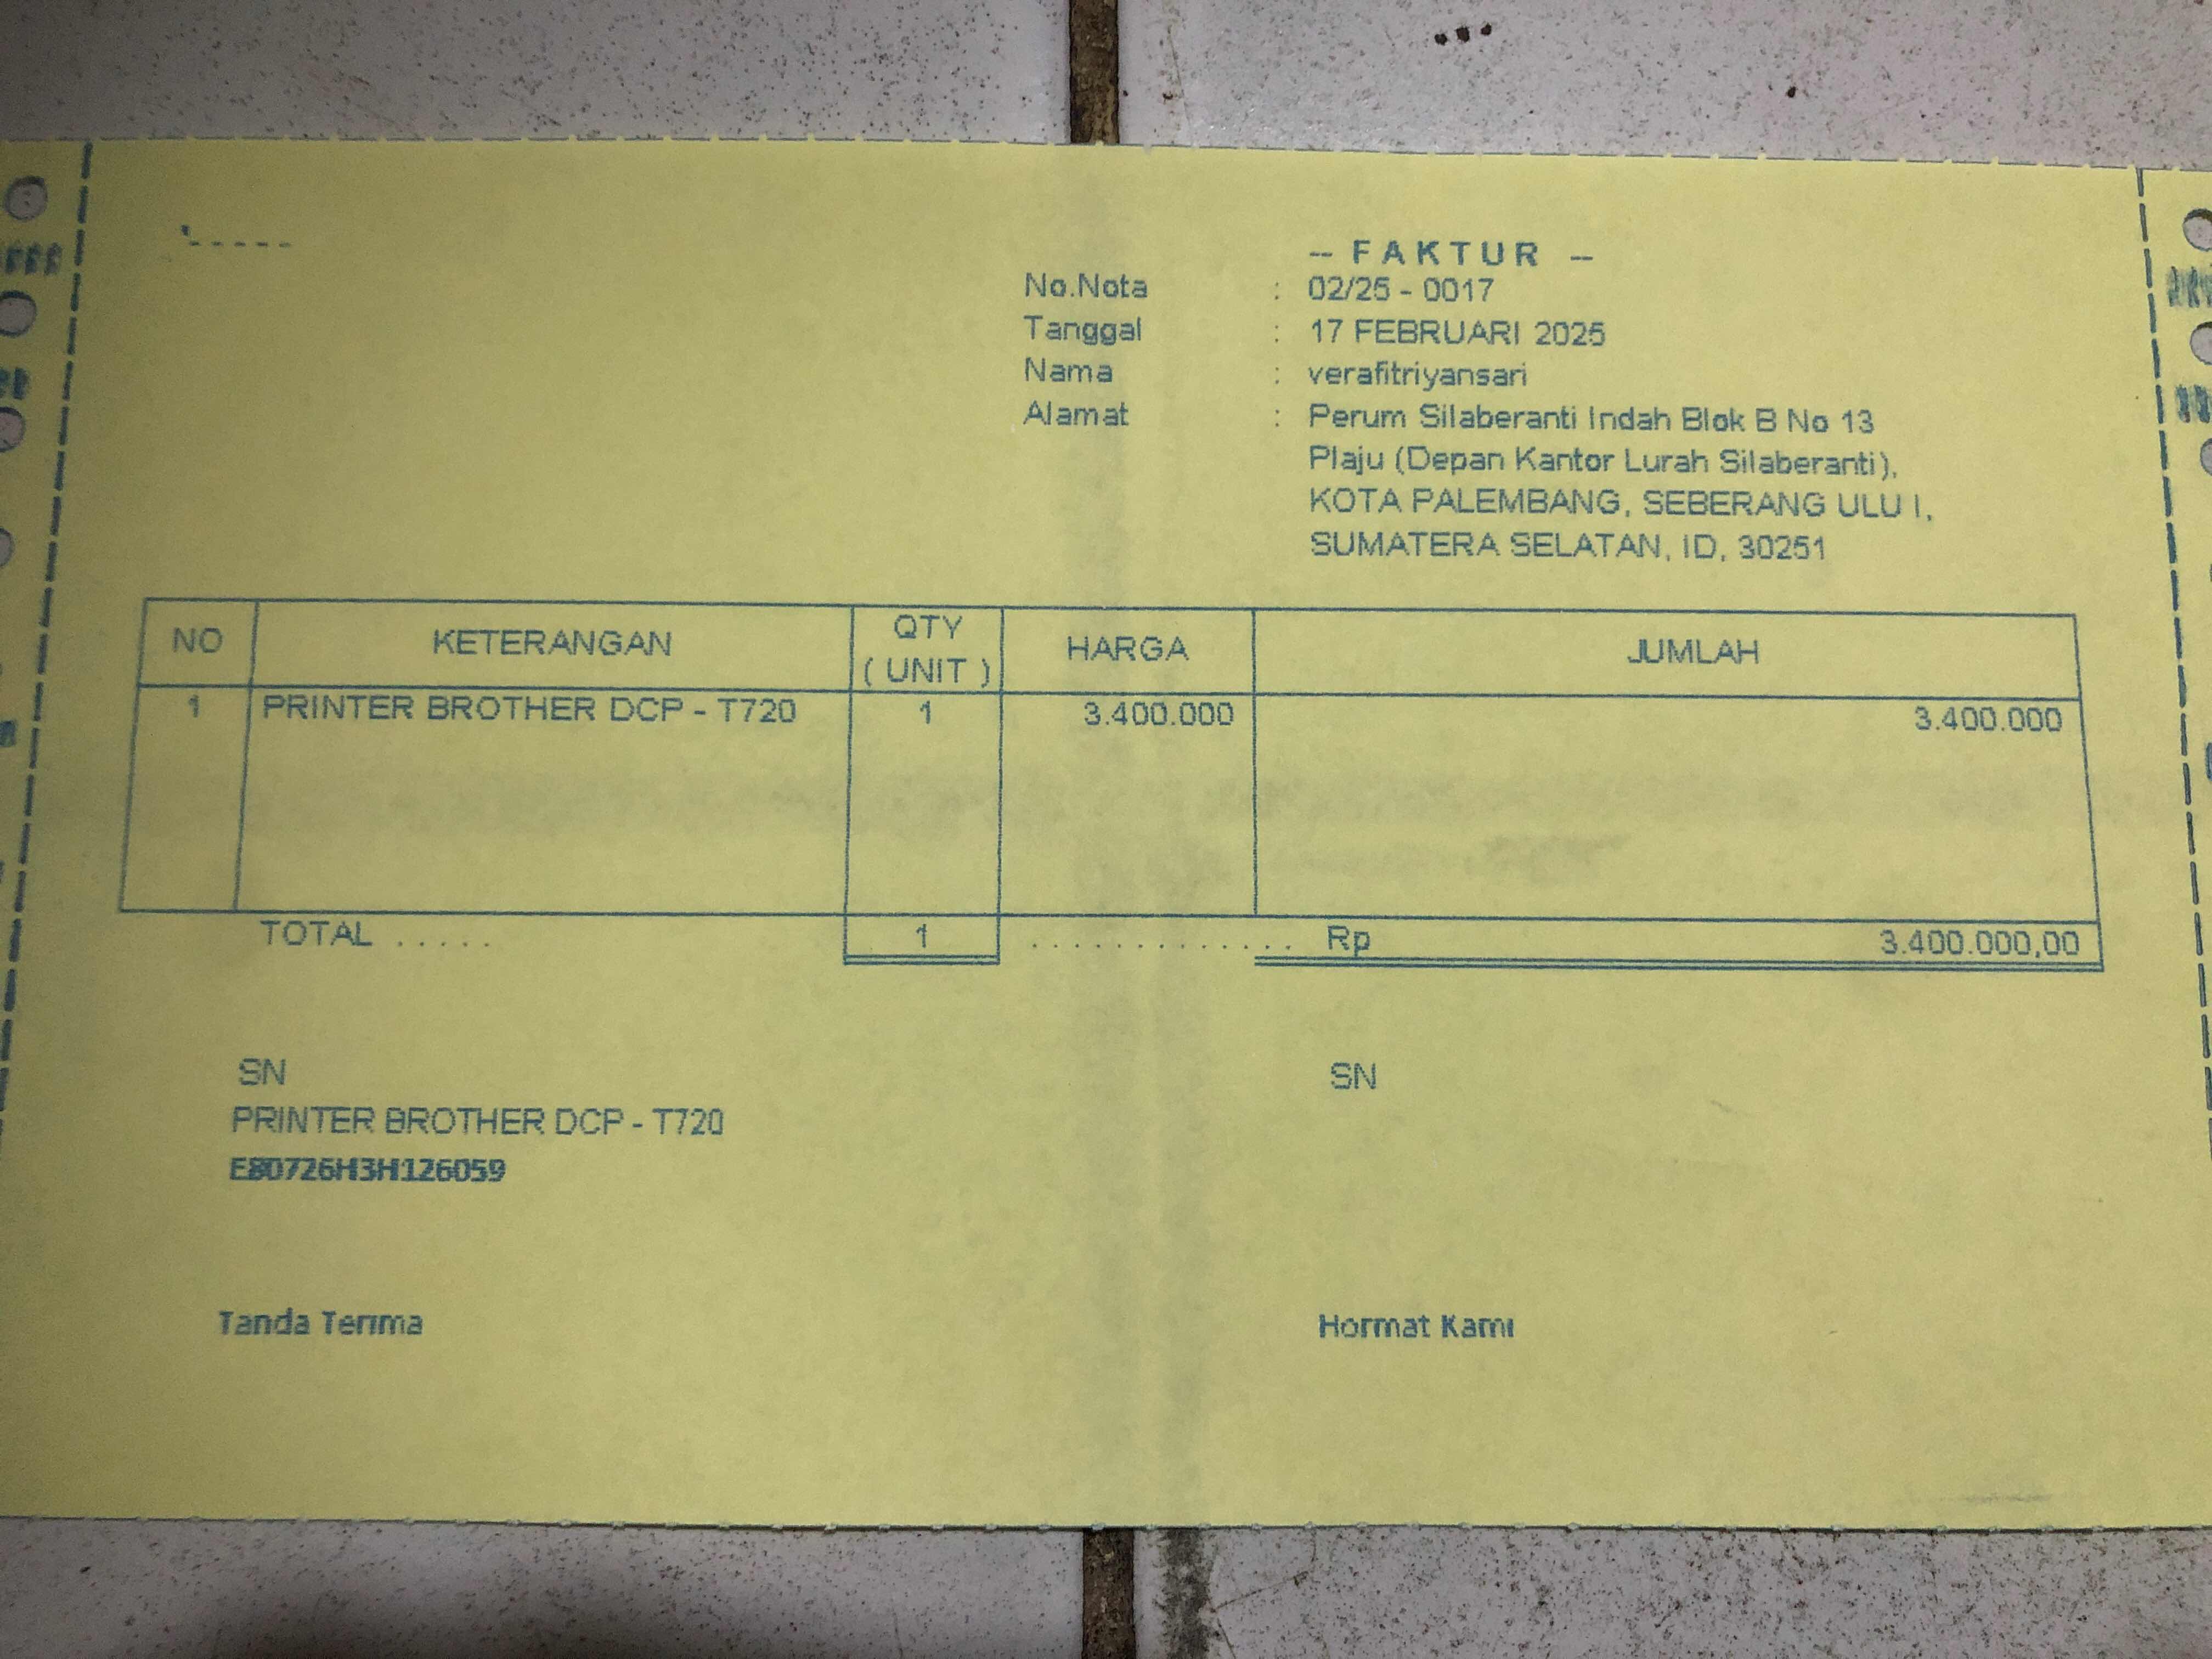 -- F A K T U R --
No.Nota : 02/25 - 0017
Tanggal : 17 FEBRUARI 2025
Nama : verafitriyansari
Alamat : Perum Silaberanti Indah Blok B No 13
Plaju (Depan Kantor Lurah Silaberanti),
KOTA PALEMBANG, SEBERANG ULU I,
SUMATERA SELATAN, ID, 30251
NO KETERANGAN QTY ( UNIT ) HARGA JUMLAH
1 PRINTER BROTHER DCP - T720 1 3.400.000 3.400.000
TOTAL ..... 1 ............. Rp 3.400.000,00
SN SN
PRINTER BROTHER DCP - T720
E80726H3H126059
Tanda Terima Hormat Kami